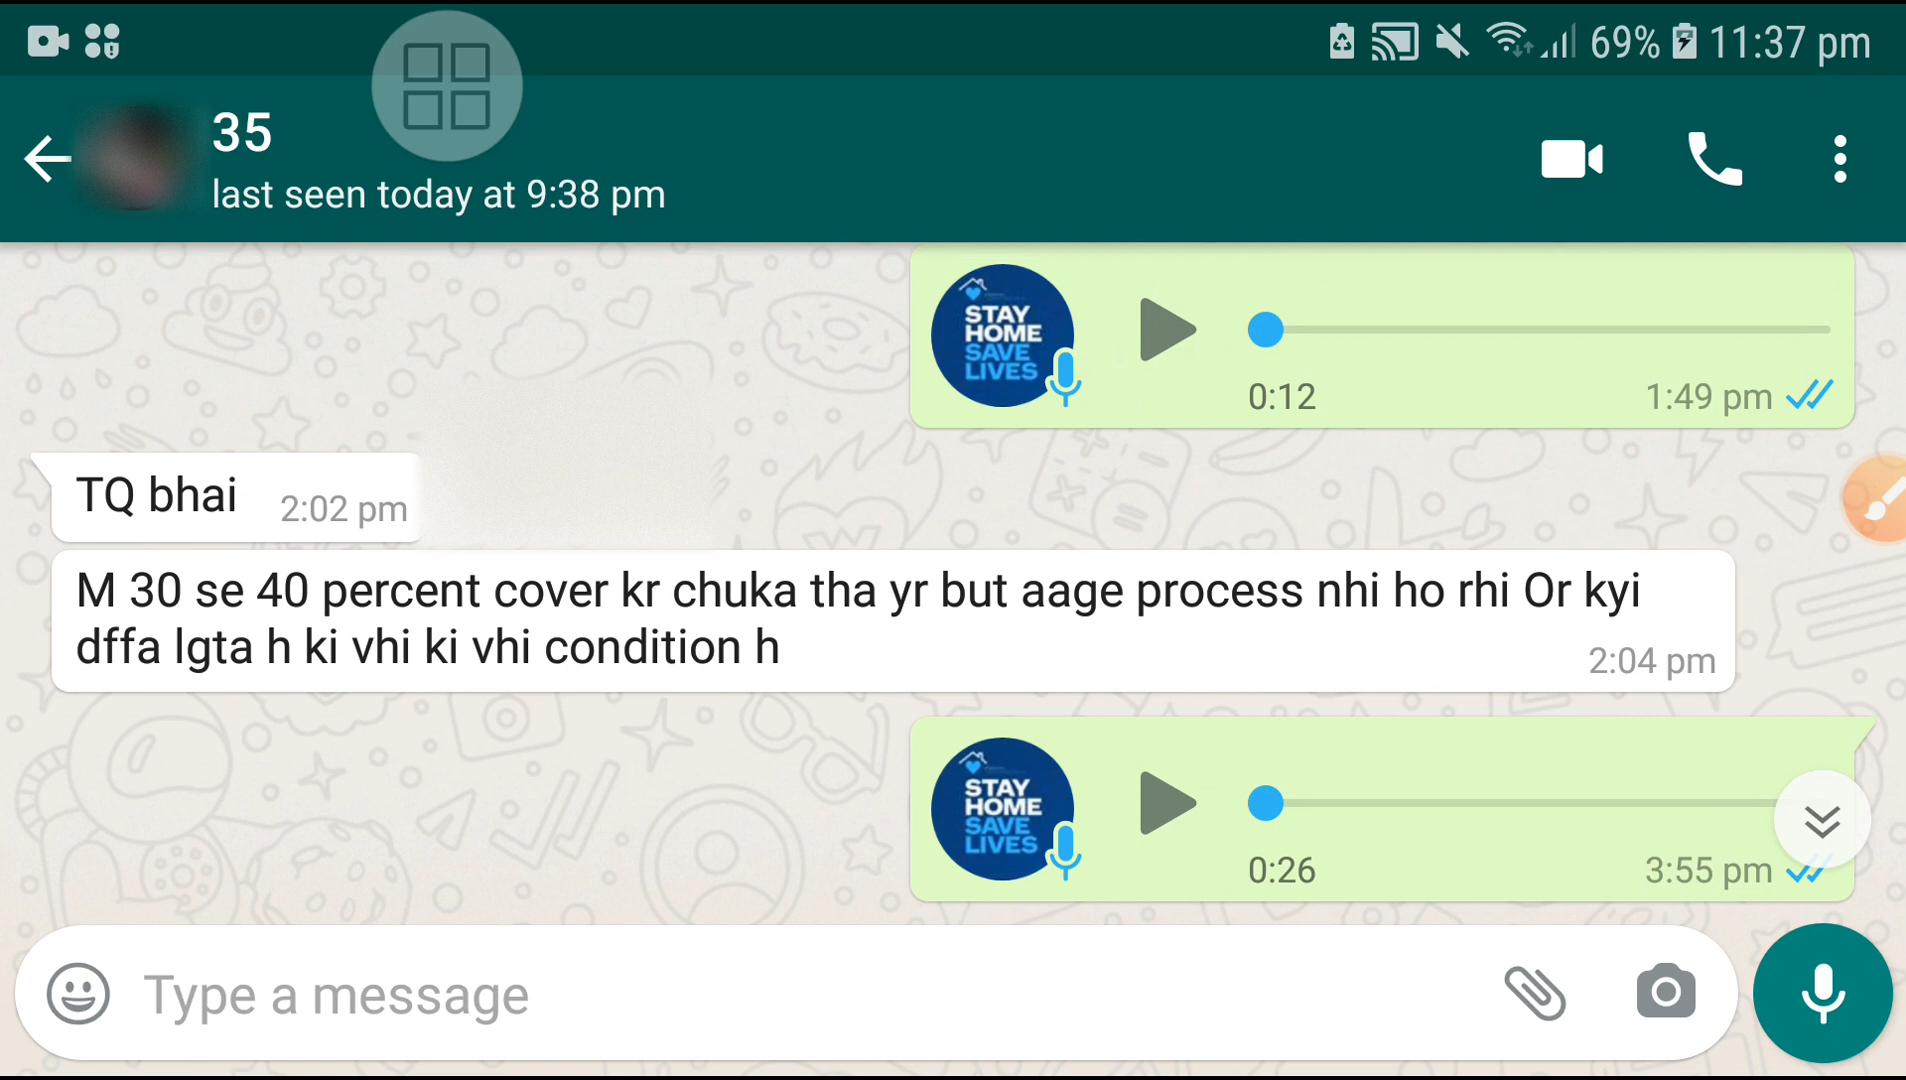 69% 11:37 pm
35
last seen today at 9:38 pm
STAY
HOME
SAVE
LIVES
0:12 1:49 pm
TQ bhai 2:02 pm
M 30 se 40 percent cover kr chuka tha yr but aage process nhi ho rhi Or kyi
dffa lgta h ki vhi ki vhi condition h
2:04 pm
STAY
HOME
SAVE
LIVES
0:26 3:55 pm
Type a message